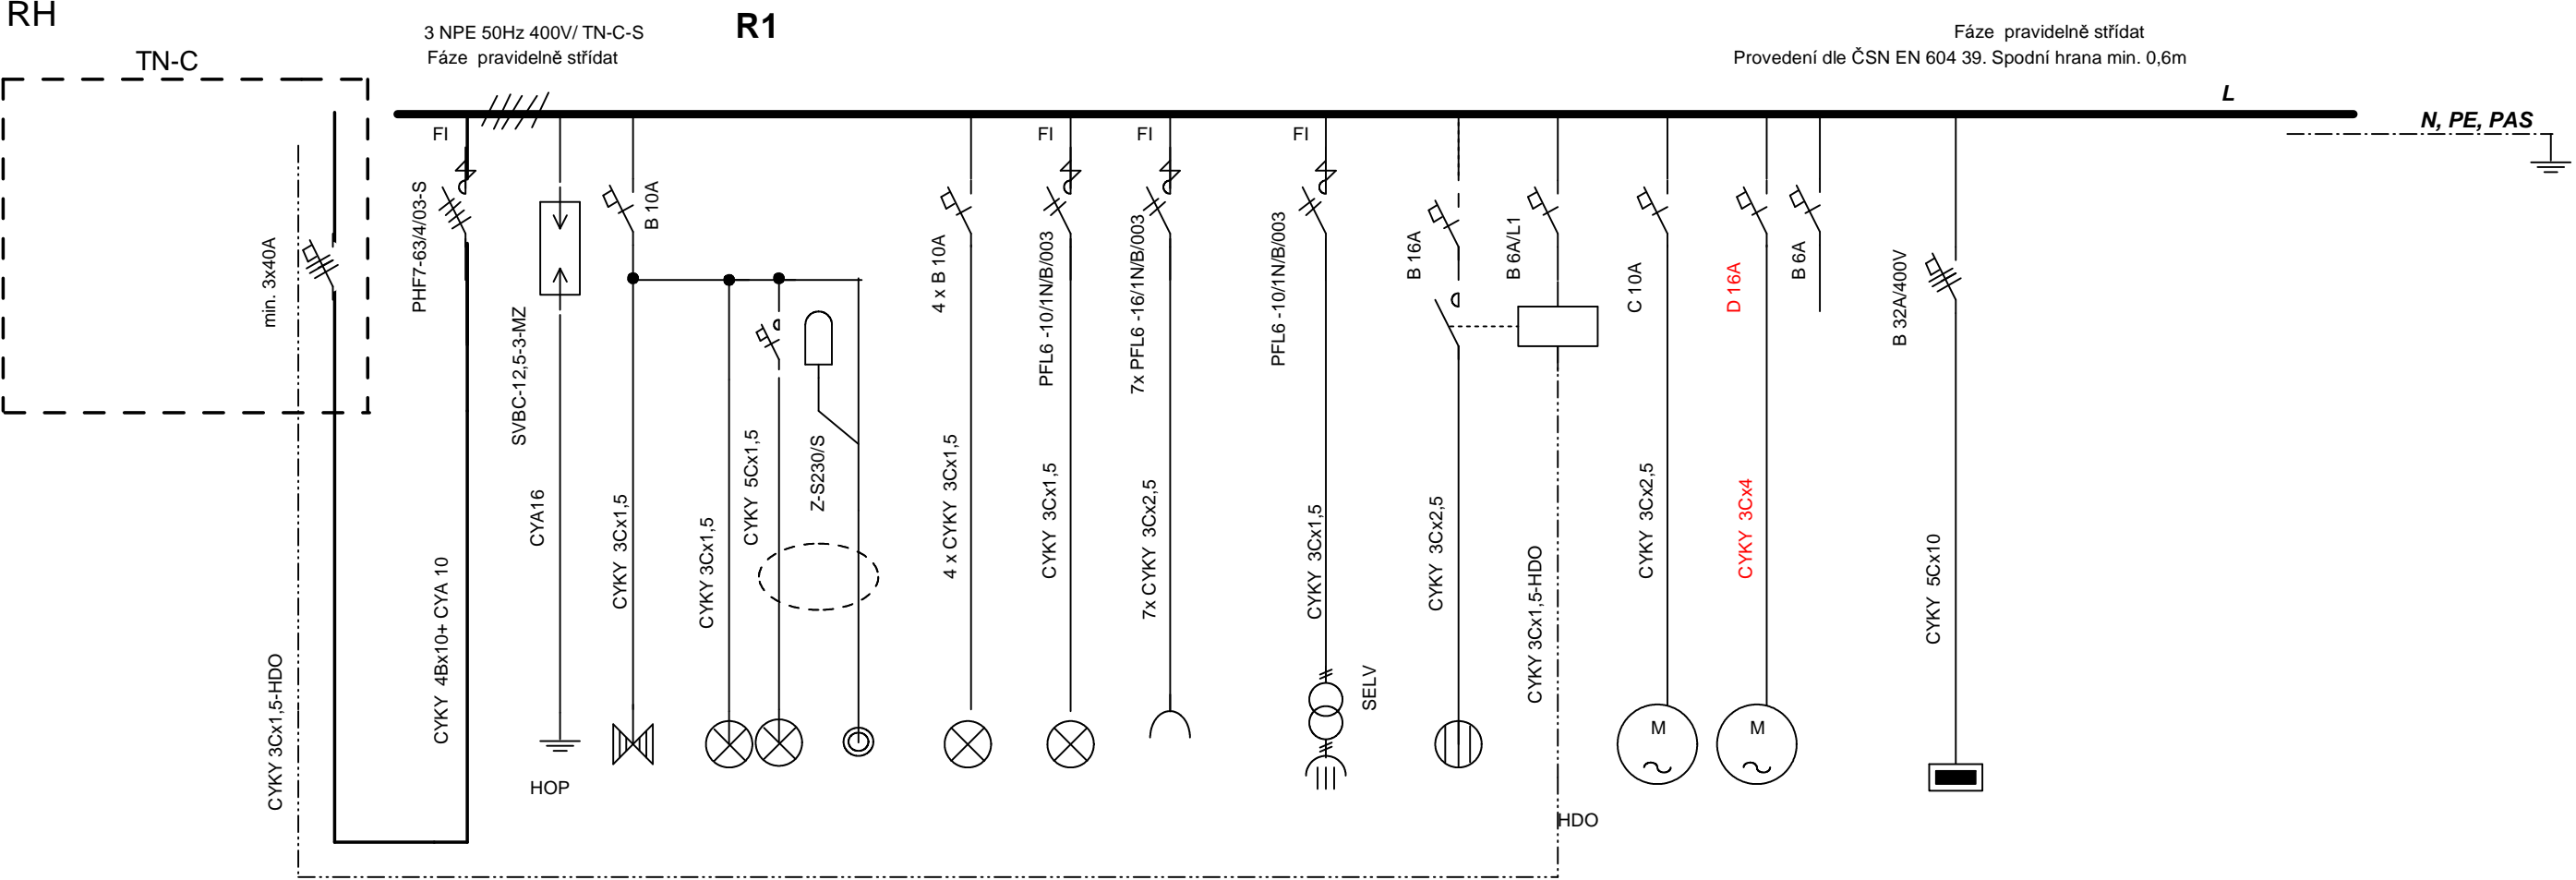 RH
TN-C
3 NPE 50Hz 400V/ TN-C-S
Fáze pravidelně střídat
R1
Fáze pravidelně střídat
Provedení dle ČSN EN 604 39. Spodní hrana min. 0,6m
L
N, PE, PAS
FI
FI
FI
FI
min. 3x40A
PHF7-63/4/03-S
SVBC-12,5-3-MZ
B 10A
4 x B 10A
PFL6 -10/1N/B/003
7x PFL6 -16/1N/B/003
PFL6 -10/1N/B/003
B 16A
B 6A/L1
C 10A
D 16A
B 6A
B 32A/400V
CYKY 3Cx1,5-HDO
CYKY 4Bx10+ CYA 10
CYA16
CYKY 3Cx1,5
CYKY 3Cx1,5
CYKY 5Cx1,5
Z-S230/S
4 x CYKY 3Cx1,5
CYKY 3Cx1,5
7x CYKY 3Cx2,5
CYKY 3Cx1,5
SELV
CYKY 3Cx2,5
CYKY 3Cx1,5-HDO
CYKY 3Cx2,5
CYKY 3Cx4
CYKY 5Cx10
M
M
HOP
HDO